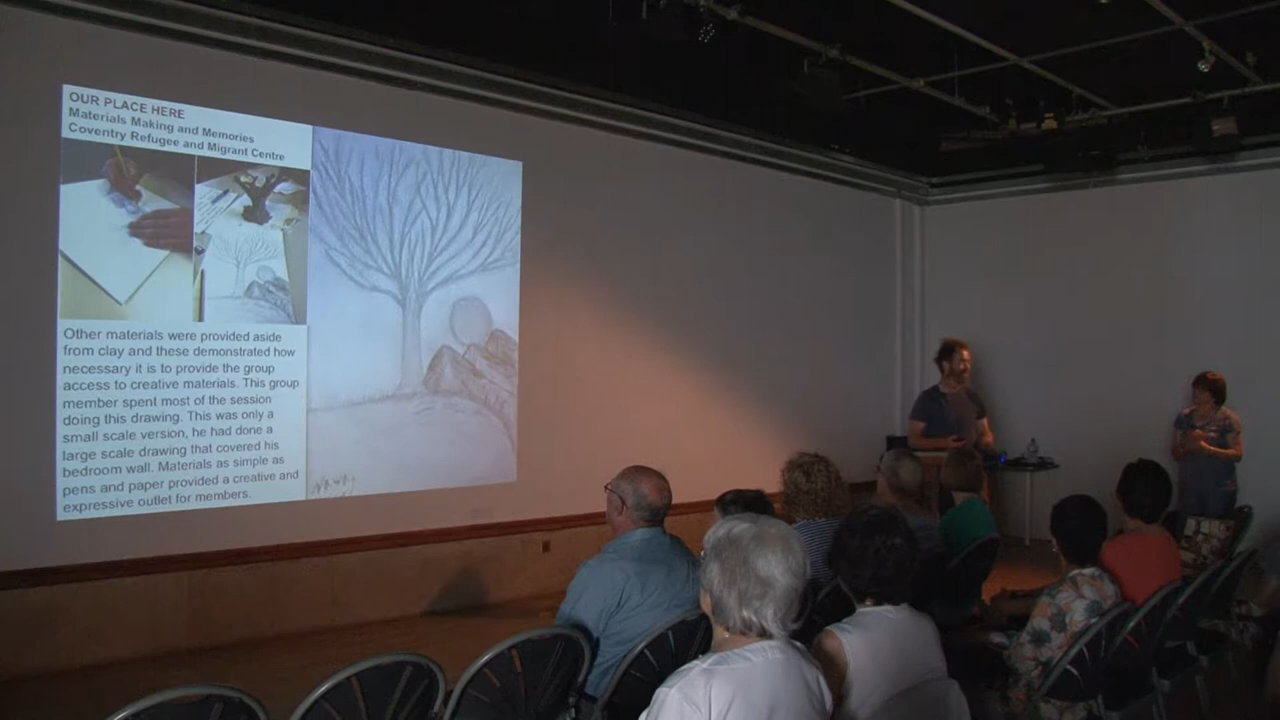 OUR PLACE HERE
Materials Making and Memories
Coventry Refugee and Migrant Centre
Other materials were provided aside
from clay and these demonstrated how
necessary it is to provide the group
access to creative materials. This group
member spent most of the session
doing this drawing. This was only a
small scale version, he had done a
large scale drawing that covered his
bedroom wall. Materials as simple as
pens and paper provided a creative and
expressive outlet for members.